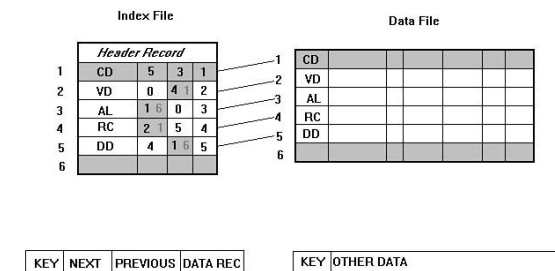 Index File
Data File
Header Record
1 CD 5 3 1
2 VD 0 4 1 2
3 AL 1 6 0 3
4 RC 2 1 5 4
5 DD 4 1 6 5
6
1 CD
2 VD
3 AL
4 RC
5 DD
6
KEY NEXT PREVIOUS DATA REC
KEY OTHER DATA